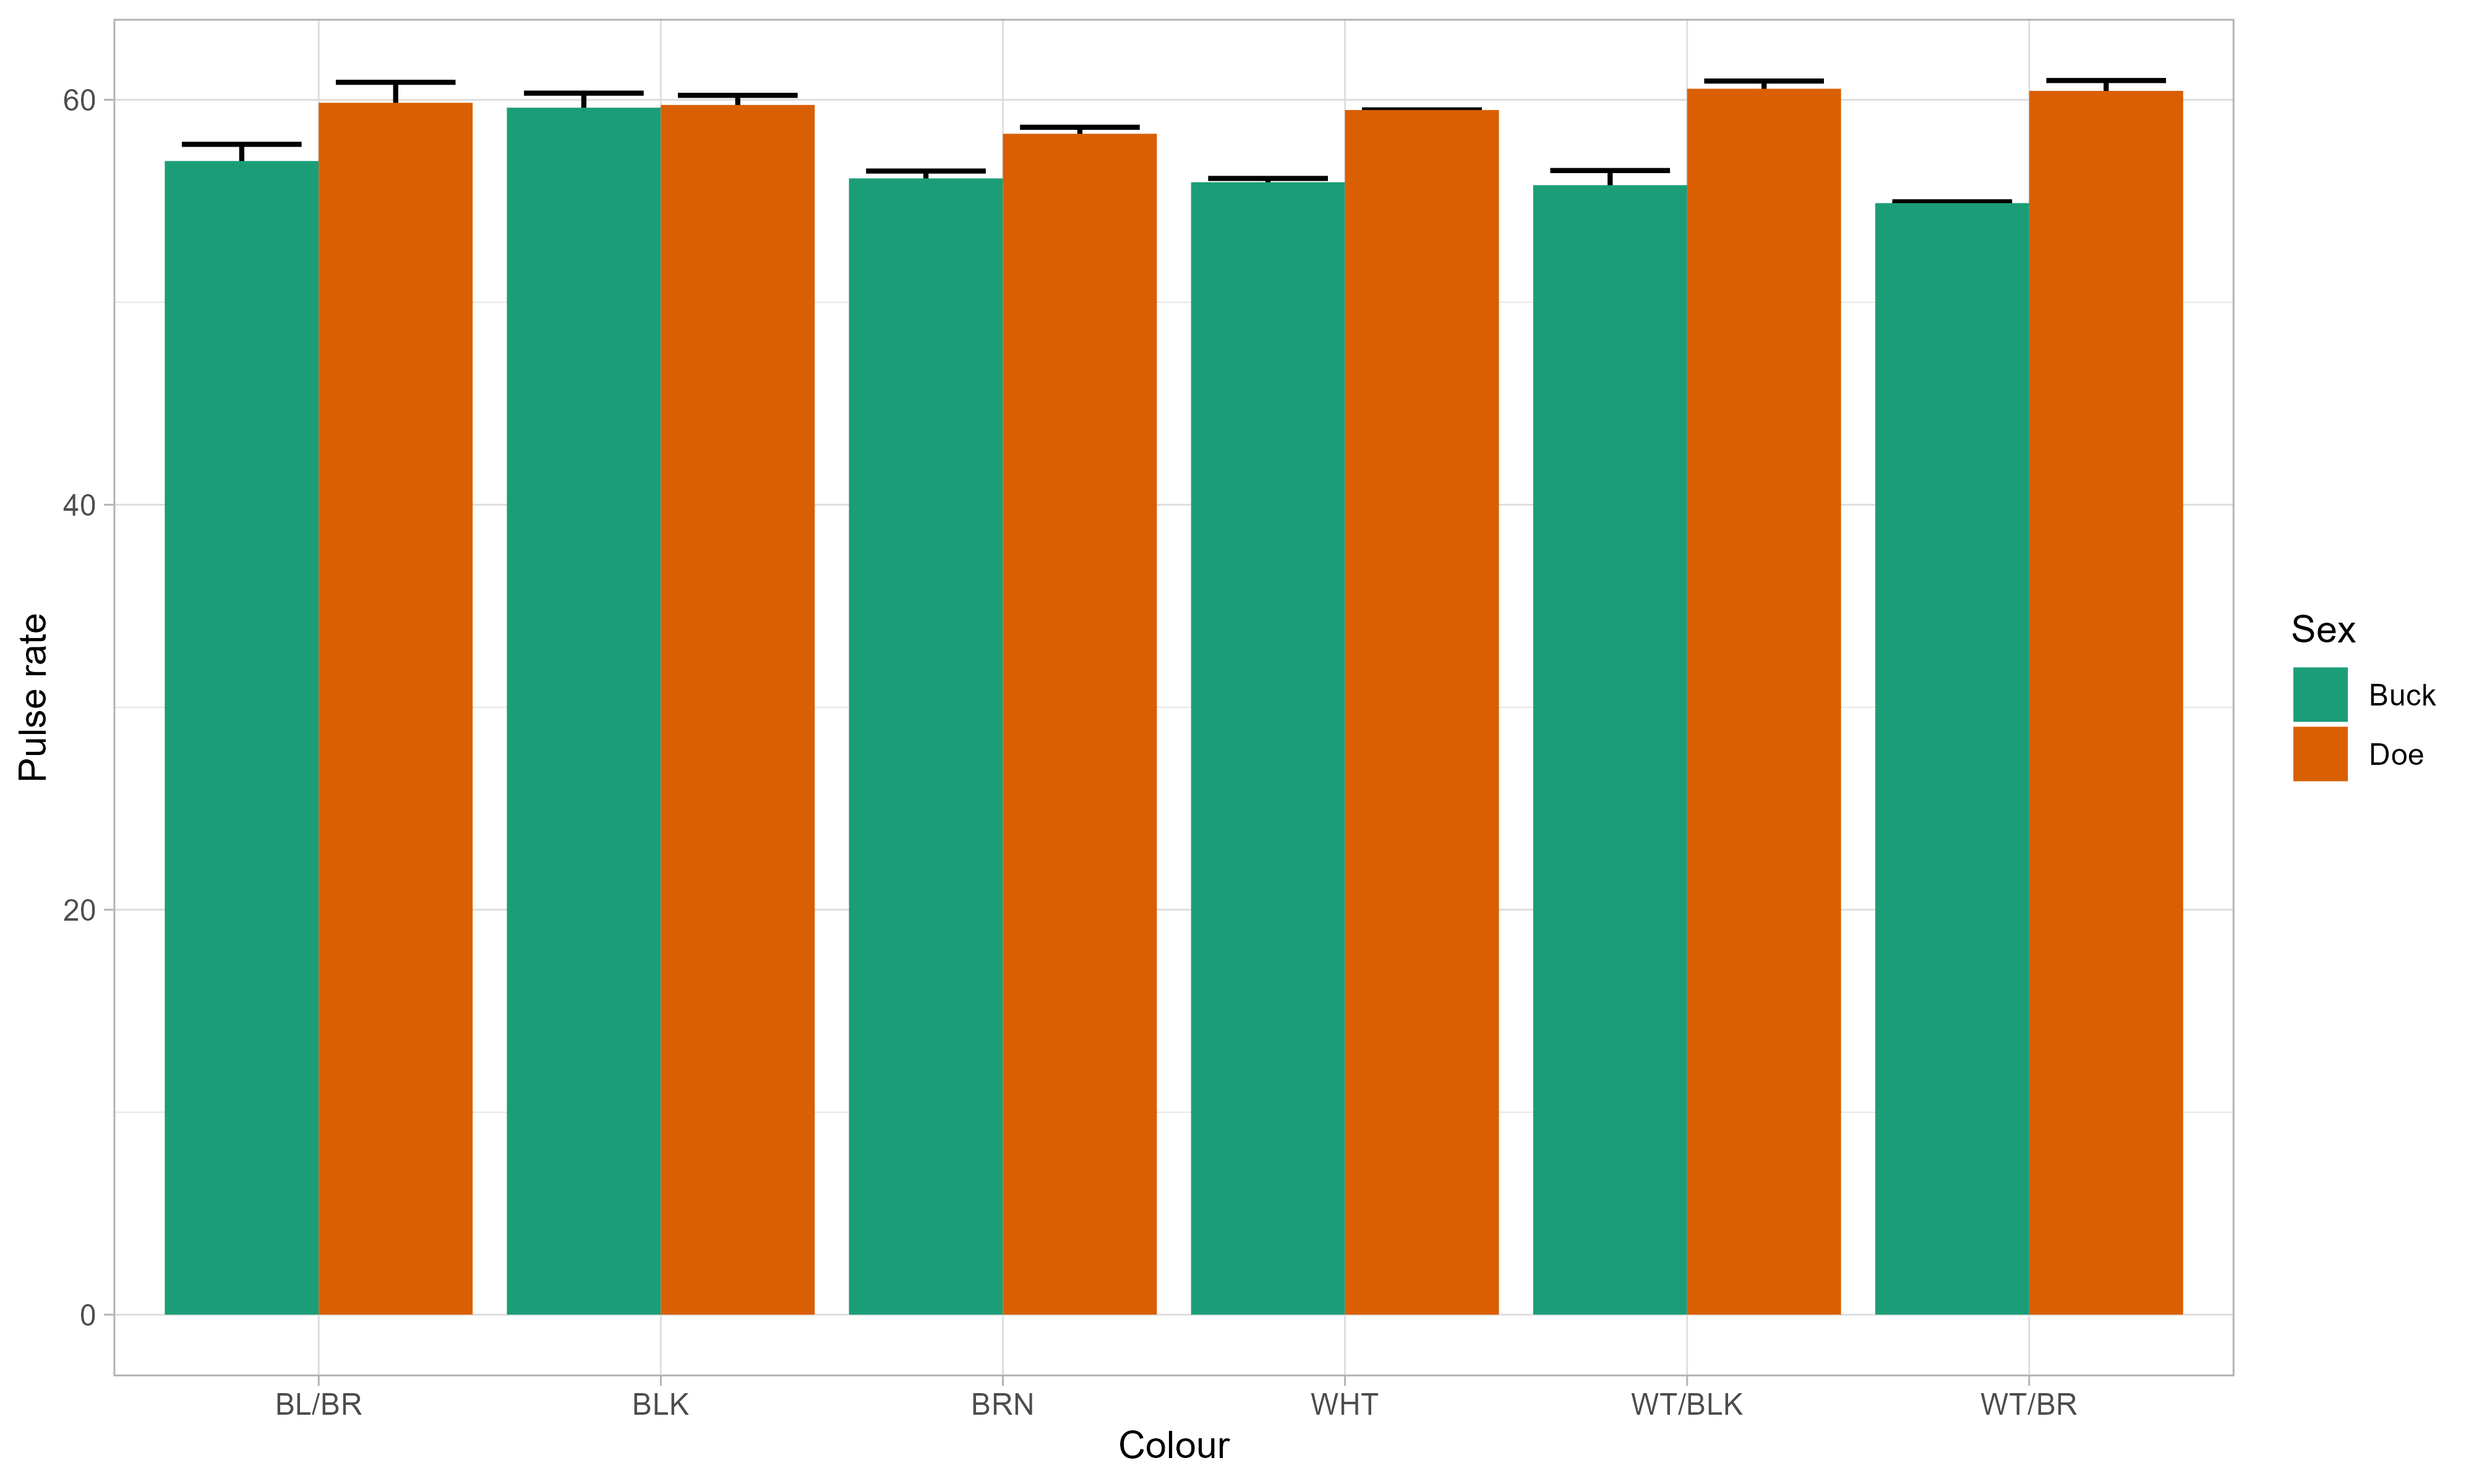 60
40
20
0
Pulse rate
BL/BR
BLK
BRN
WHT
WT/BLK
WT/BR
Colour
Sex
Buck
Doe